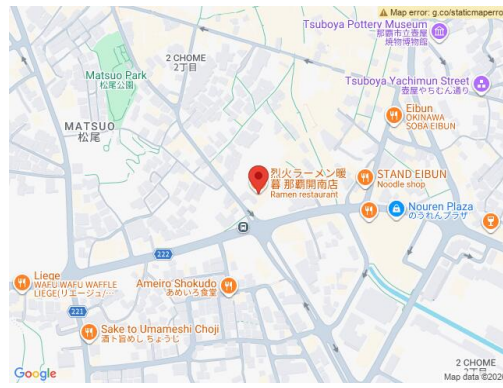 Map error: g.co/staticmaperro
Tsuboya Pottery Museum
那覇市立壺屋
焼物博物館
2 CHOME
2丁目
Matsuo Park
松尾公園
Tsuboya Yachimun Street
壺屋やちむん通り
Eibun
OKINAWA
SOBA EIBUN
MATSUO
松尾
烈火ラーメン暖
暮 那覇開南店
Ramen restaurant
STAND EIBUN
Noodle shop
Nouren Plaza
のうれんプラザ
222
Liege
WAFU WAFU WAFFLE
LIEGE(リエージュ/…
Ameiro Shokudo
あめいろ食堂
221
Sake to Umameshi Choji
酒ト旨めし ちょうじ
2 CHOME
2丁目
Google
Map data ©202